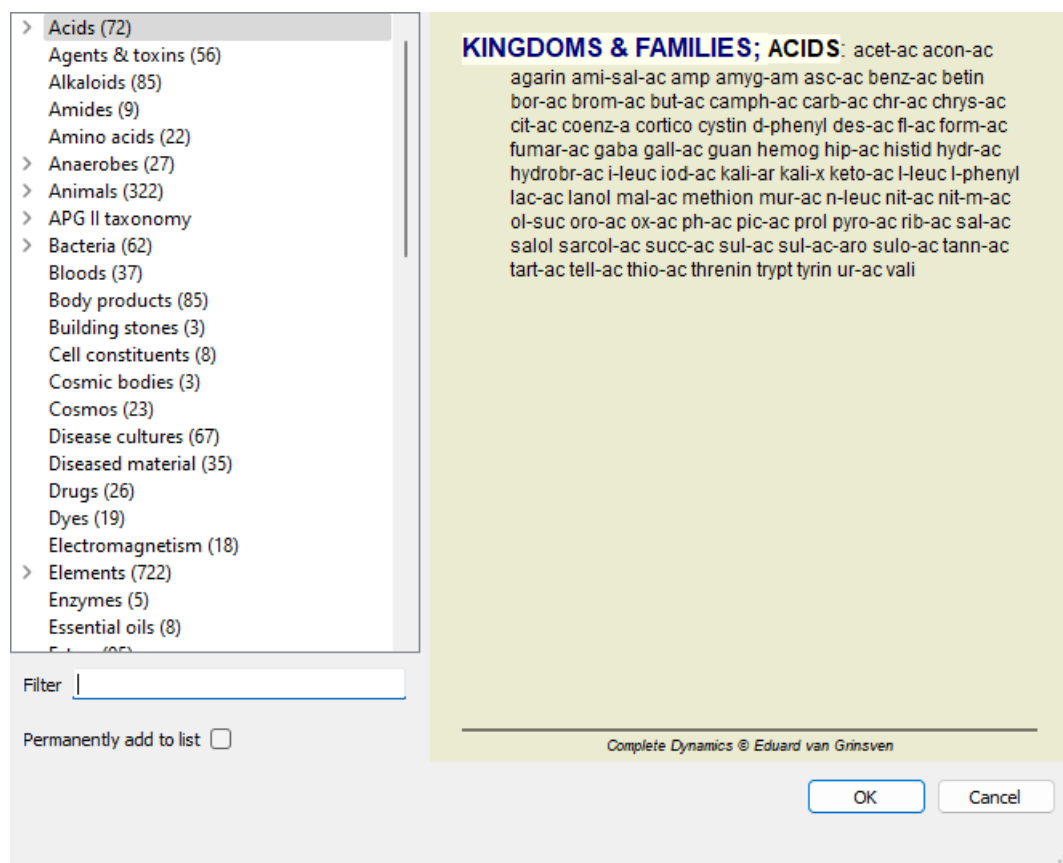 Acids (72)
Agents & toxins (56)
Alkaloids (85)
Amides (9)
Amino acids (22)
Anaerobes (27)
Animals (322)
APG II taxonomy
Bacteria (62)
Bloods (37)
Body products (85)
Building stones (3)
Cell constituents (8)
Cosmic bodies (3)
Cosmos (23)
Disease cultures (67)
Diseased material (35)
Drugs (26)
Dyes (19)
Electromagnetism (18)
Elements (722)
Enzymes (5)
Essential oils (8)
Filter
Permanently add to list
KINGDOMS & FAMILIES; ACIDS: acet-ac acon-ac
agarin ami-sal-ac amp amyg-am asc-ac benz-ac betin
bor-ac brom-ac but-ac camph-ac carb-ac chr-ac chrys-ac
cit-ac coenz-a cortico cystin d-phenyl des-ac fl-ac form-ac
fumar-ac gaba gall-ac guan hemog hip-ac histid hydr-ac
hydrobr-ac i-leuc iod-ac kali-ar kali-x keto-ac l-leuc l-phenyl
lac-ac lanol mal-ac methion mur-ac n-leuc nit-ac nit-m-ac
ol-suc oro-ac ox-ac ph-ac pic-ac prol pyro-ac rib-ac sal-ac
salol sarcol-ac succ-ac sul-ac sul-ac-aro sulo-ac tann-ac
tart-ac tell-ac thio-ac threnin trypt tyrin ur-ac vali
Complete Dynamics © Eduard van Grinsven
OK
Cancel